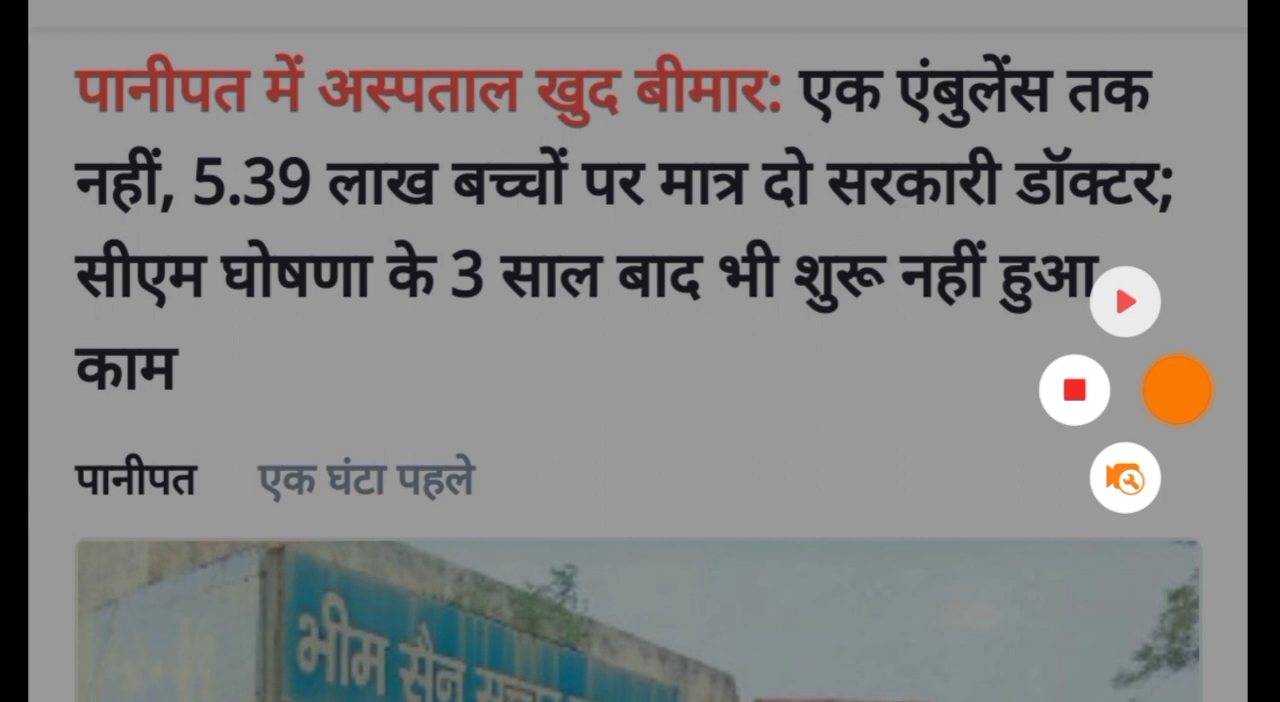 पानीपत में अस्पताल खुद बीमार: एक एंबुलेंस तक
नहीं, 5.39 लाख बच्चों पर मात्र दो सरकारी डॉक्टर;
सीएम घोषणा के 3 साल बाद भी शुरू नहीं हुआ
काम
पानीपत एक घंटा पहले
भीम सैन